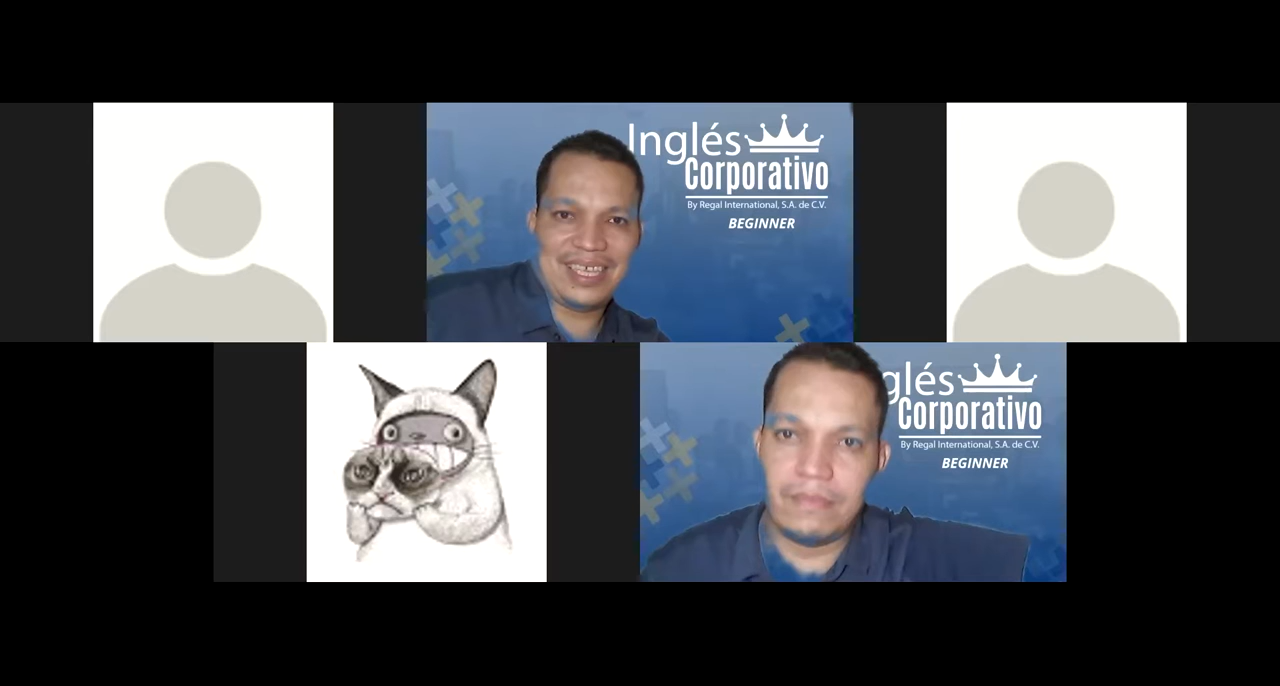 Inglés
Corporativo
By Regal International, S.A. de C.V.
BEGINNER
glés
Corporativo
By Regal International, S.A. de C.V.
BEGINNER